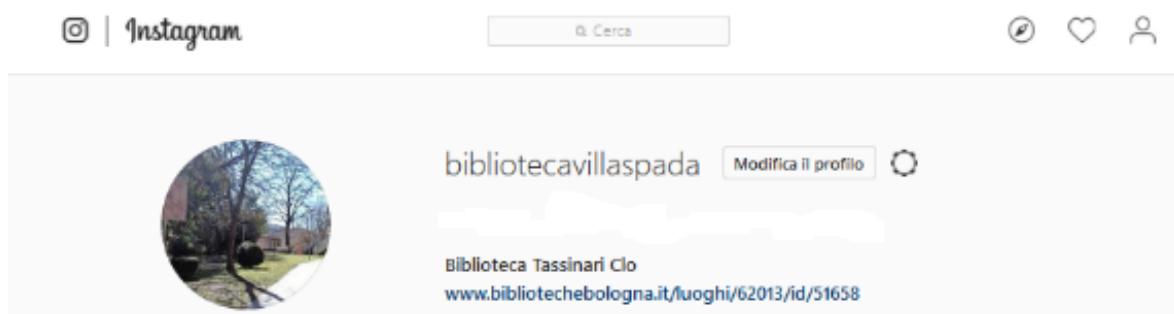 Instagram
Cerca
bibliotecavillaspada Modifica il profilo
Biblioteca Tassinari Clo
www.bibliotechebologna.it/luoghi/62013/id/51658